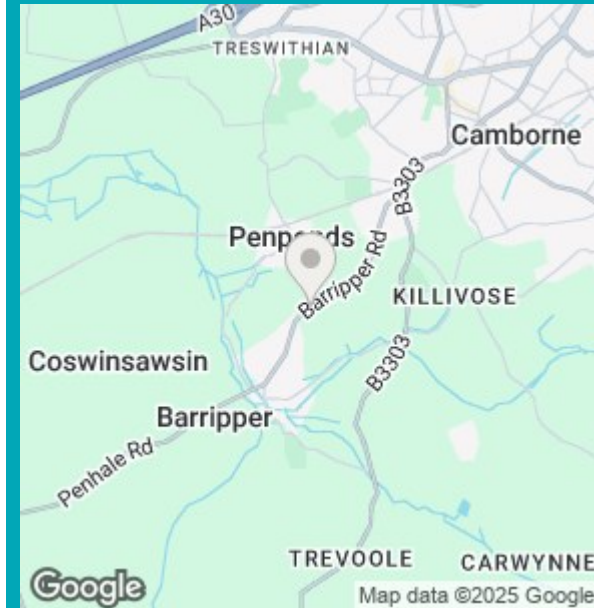 A30
TRESWITHIAN
Camborne
B3303
Penponds
Barripper Rd
KILLIVOSE
Coswinsawsin
B3303
Barripper
Penhale Rd
TREVOOLE
CARWYNNE
Google
Map data ©2025 Google